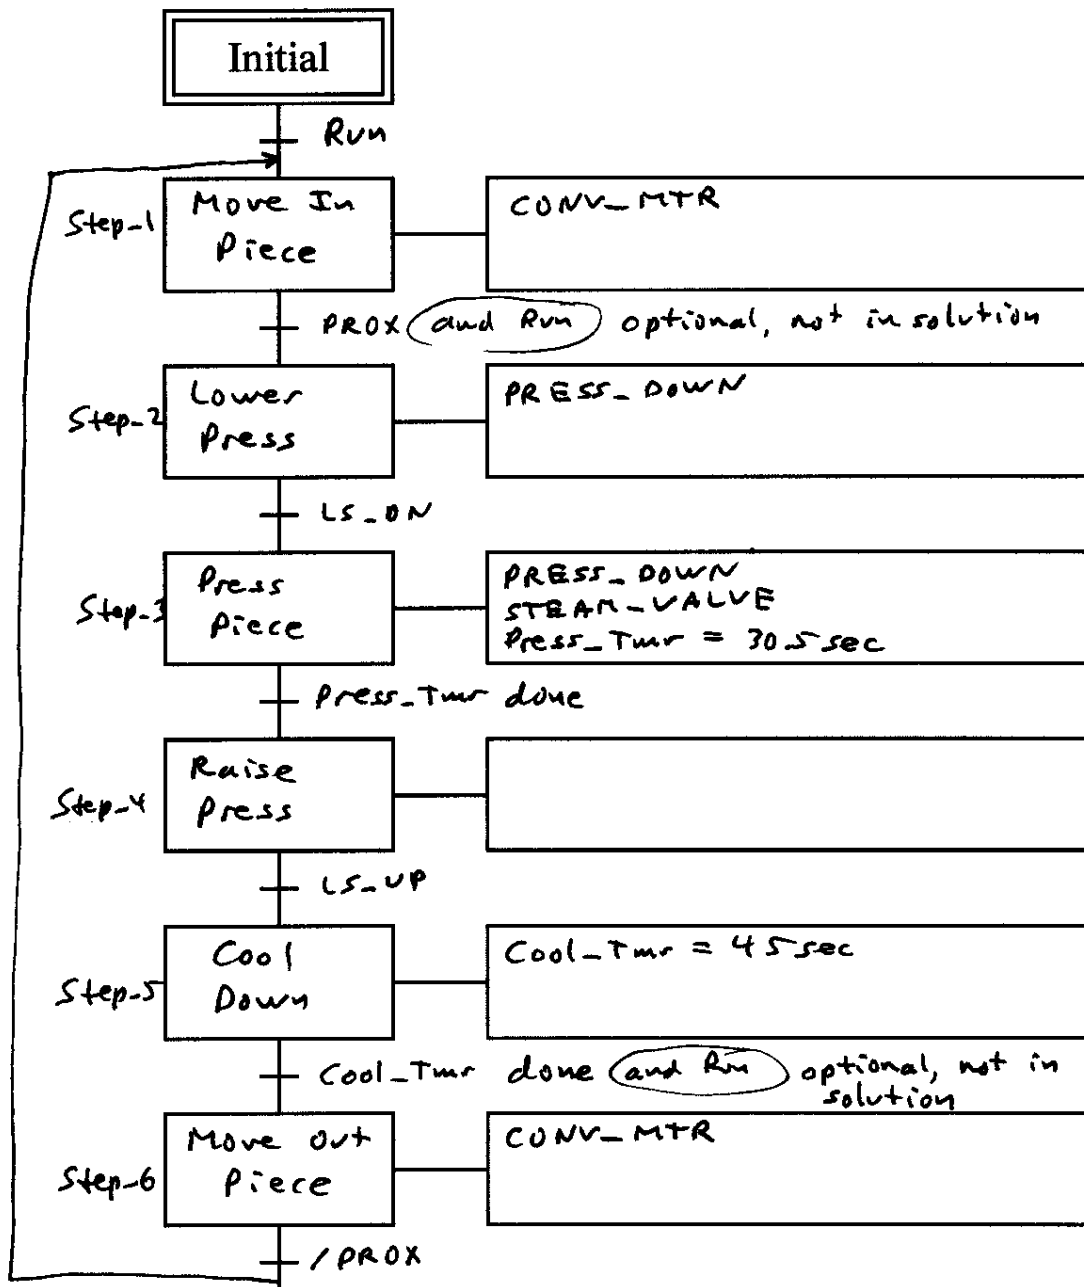 Initial
Run
Step-1
Move In
Piece
CONV_MTR
PROX and Run optional, not in solution
Step-2
Lower
Press
PRESS_DOWN
LS_DN
Step-3
Press
Piece
PRESS_DOWN
STEAM_VALVE
Press_Tmr = 30.5 sec
Press_Tmr done
Step-4
Raise
Press
LS_UP
Step-5
Cool
Down
Cool_Tmr = 45 sec
Cool_Tmr done and Run optional, not in
solution
Step-6
Move Out
Piece
CONV_MTR
/PROX